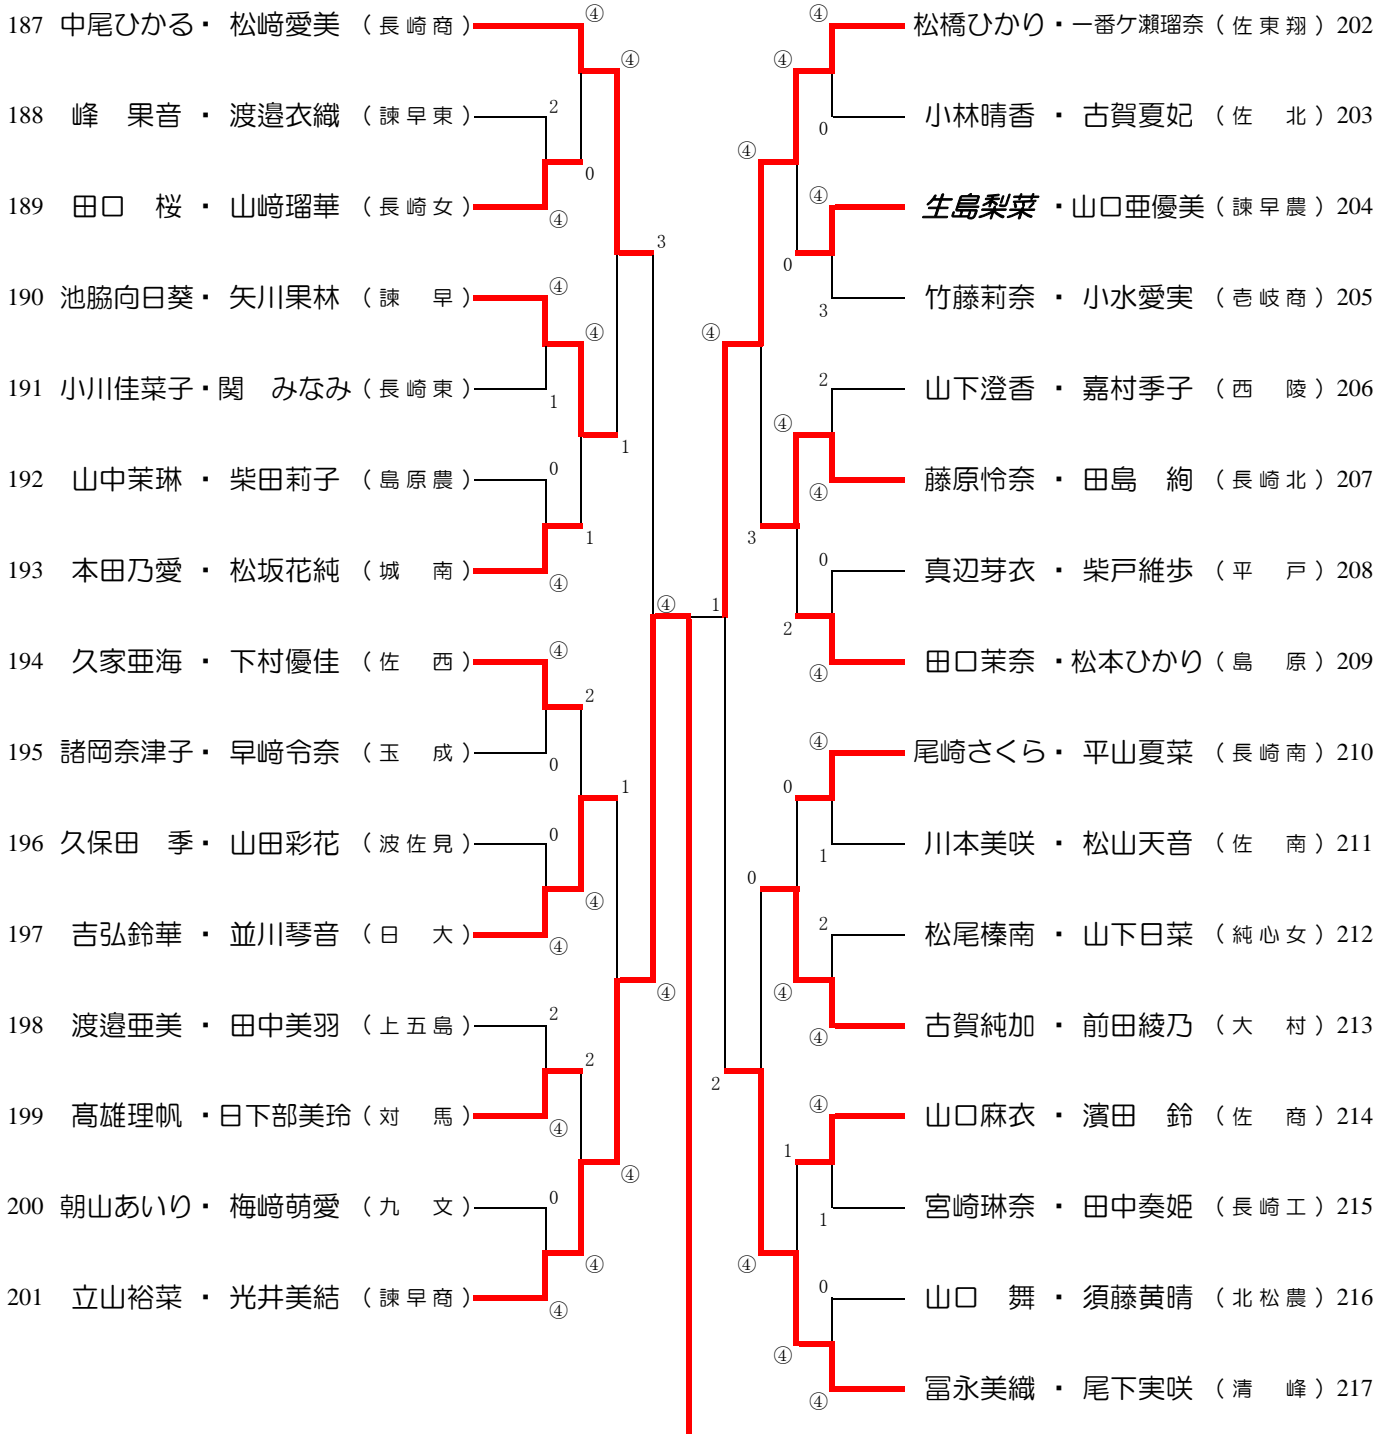 187 中尾ひかる・ 松﨑愛美 （長崎商）
④
④
188 峰　果音 ・ 渡邉衣織 （諫早東）
2
0
189 田口　桜 ・ 山﨑瑠華 （長崎女）
④
3
190 池脇向日葵・ 矢川果林 （諫　早）
④
④
191 小川佳菜子・関　みなみ（長崎東）
1
1
192 山中茉琳 ・ 柴田莉子 （島原農）
0
1
193 本田乃愛 ・ 松坂花純 （城　南）
④
④
194 久家亜海 ・ 下村優佳 （佐　西）
④
2
195 諸岡奈津子・ 早﨑令奈 （玉　成）
0
1
196 久保田　季・ 山田彩花 （波佐見）
0
④
197 吉弘鈴華 ・ 並川琴音 （日　大）
④
④
198 渡邉亜美 ・ 田中美羽 （上五島）
2
2
199 髙雄理帆 ・日下部美玲（対　馬）
④
④
200 朝山あいり・ 梅﨑萌愛 （九　文）
0
④
201 立山裕菜 ・ 光井美結 （諫早商）
④
④
松橋ひかり・一番ケ瀬瑠奈（佐東翔）202
④
小林晴香 ・ 古賀夏妃 （佐　北）203
0
④
④
生島梨菜 ・山口亜優美（諫早農）204
0
竹藤莉奈 ・ 小水愛実 （壱岐商）205
3
④
2
山下澄香 ・ 嘉村季子 （西　陵）206
④
藤原怜奈 ・ 田島　絢 （長崎北）207
④
3
0
真辺芽衣 ・ 柴戸維歩 （平　戸）208
1
2
田口茉奈 ・松本ひかり（島　原）209
④
④
尾崎さくら・ 平山夏菜 （長崎南）210
0
川本美咲 ・ 松山天音 （佐　南）211
1
0
2
松尾榛南 ・ 山下日菜 （純心女）212
④
古賀純加 ・ 前田綾乃 （大　村）213
④
2
④
山口麻衣 ・ 濱田　鈴 （佐　商）214
1
宮崎琳奈 ・ 田中奏姫 （長崎工）215
1
④
0
山口　舞 ・ 須藤黄晴 （北松農）216
④
冨永美織 ・ 尾下実咲 （清　峰）217
④